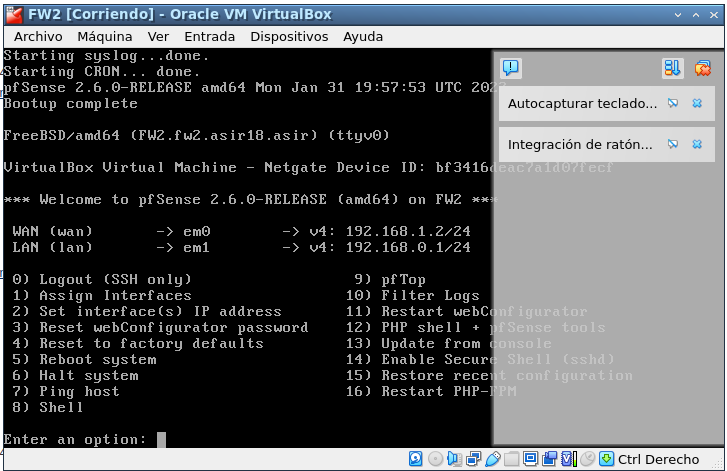 FW2 [Corriendo] - Oracle VM VirtualBox
Archivo Máquina Ver Entrada Dispositivos Ayuda
Starting syslog...done.
Starting CRON... done.
pfSense 2.6.0-RELEASE amd64 Mon Jan 31 19:57:53 UTC 202
Bootup complete
FreeBSD/amd64 (FW2.fw2.asir18.asir) (ttyv0)
VirtualBox Virtual Machine - Netgate Device ID: bf3416deac7a1d07fecf
*** Welcome to pfSense 2.6.0-RELEASE (amd64) on FW2 ***
WAN (wan) -> em0 -> v4: 192.168.1.2/24
LAN (lan) -> em1 -> v4: 192.168.0.1/24
0) Logout (SSH only) 9) pfTop
1) Assign Interfaces 10) Filter Logs
2) Set interface(s) IP address 11) Restart webConfigurator
3) Reset webConfigurator password 12) PHP shell + pfSense tools
4) Reset to factory defaults 13) Update from console
5) Reboot system 14) Enable Secure Shell (sshd)
6) Halt system 15) Restore recent configuration
7) Ping host 16) Restart PHP-FPM
8) Shell
Enter an option:
Autocapturar teclado...
Integración de ratón...
Ctrl Derecho